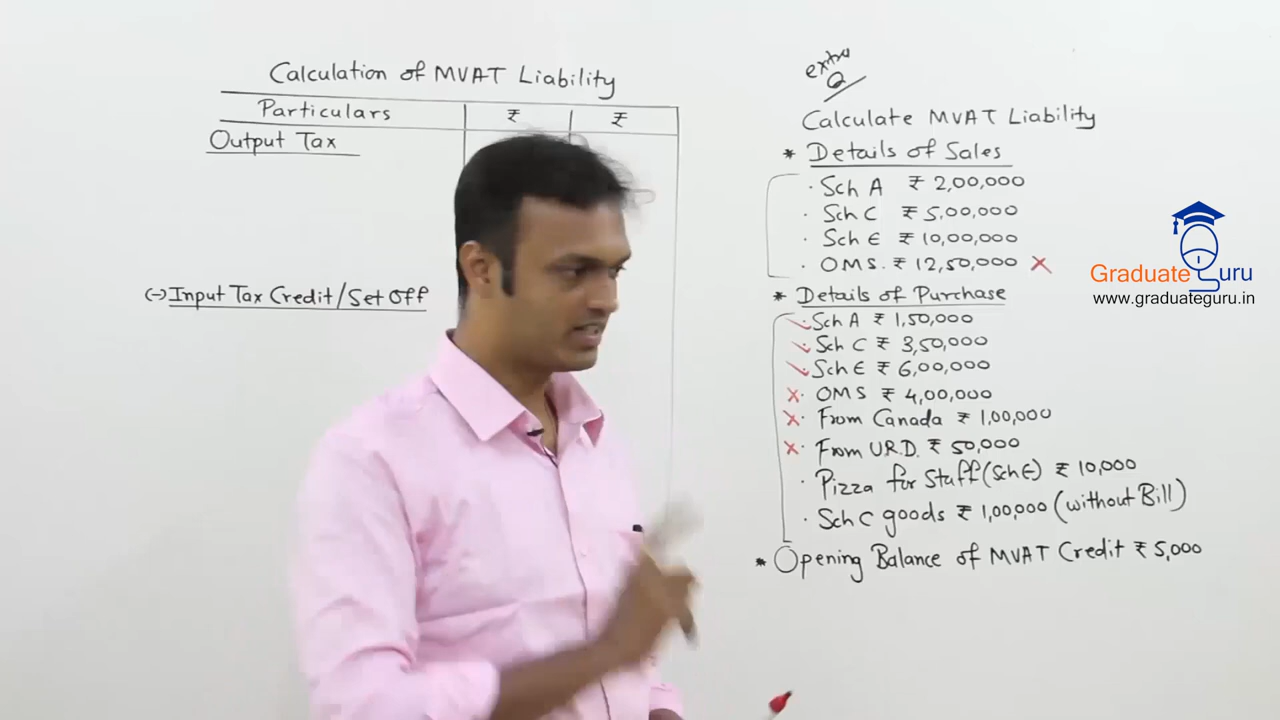 Calculation of MVAT Liability
Particulars ₹ ₹
Output Tax
(-) Input Tax Credit/Set Off
extra
Q
Calculate MVAT Liability
* Details of Sales
· Sch A ₹ 2,00,000
· Sch C ₹ 5,00,000
· Sch E ₹ 10,00,000
· OMS. ₹ 12,50,000 X
* Details of Purchase
· Sch A ₹ 1,50,000
· Sch C ₹ 3,50,000
· Sch E ₹ 6,00,000
X · OMS ₹ 4,00,000
X · From Canada ₹ 1,00,000
X · From U.R.D. ₹ 50,000
· Pizza for Staff (Sch E) ₹ 10,000
· Sch C goods ₹ 1,00,000 (without Bill)
* Opening Balance of MVAT Credit ₹ 5,000
Graduate Guru
www.graduateguru.in